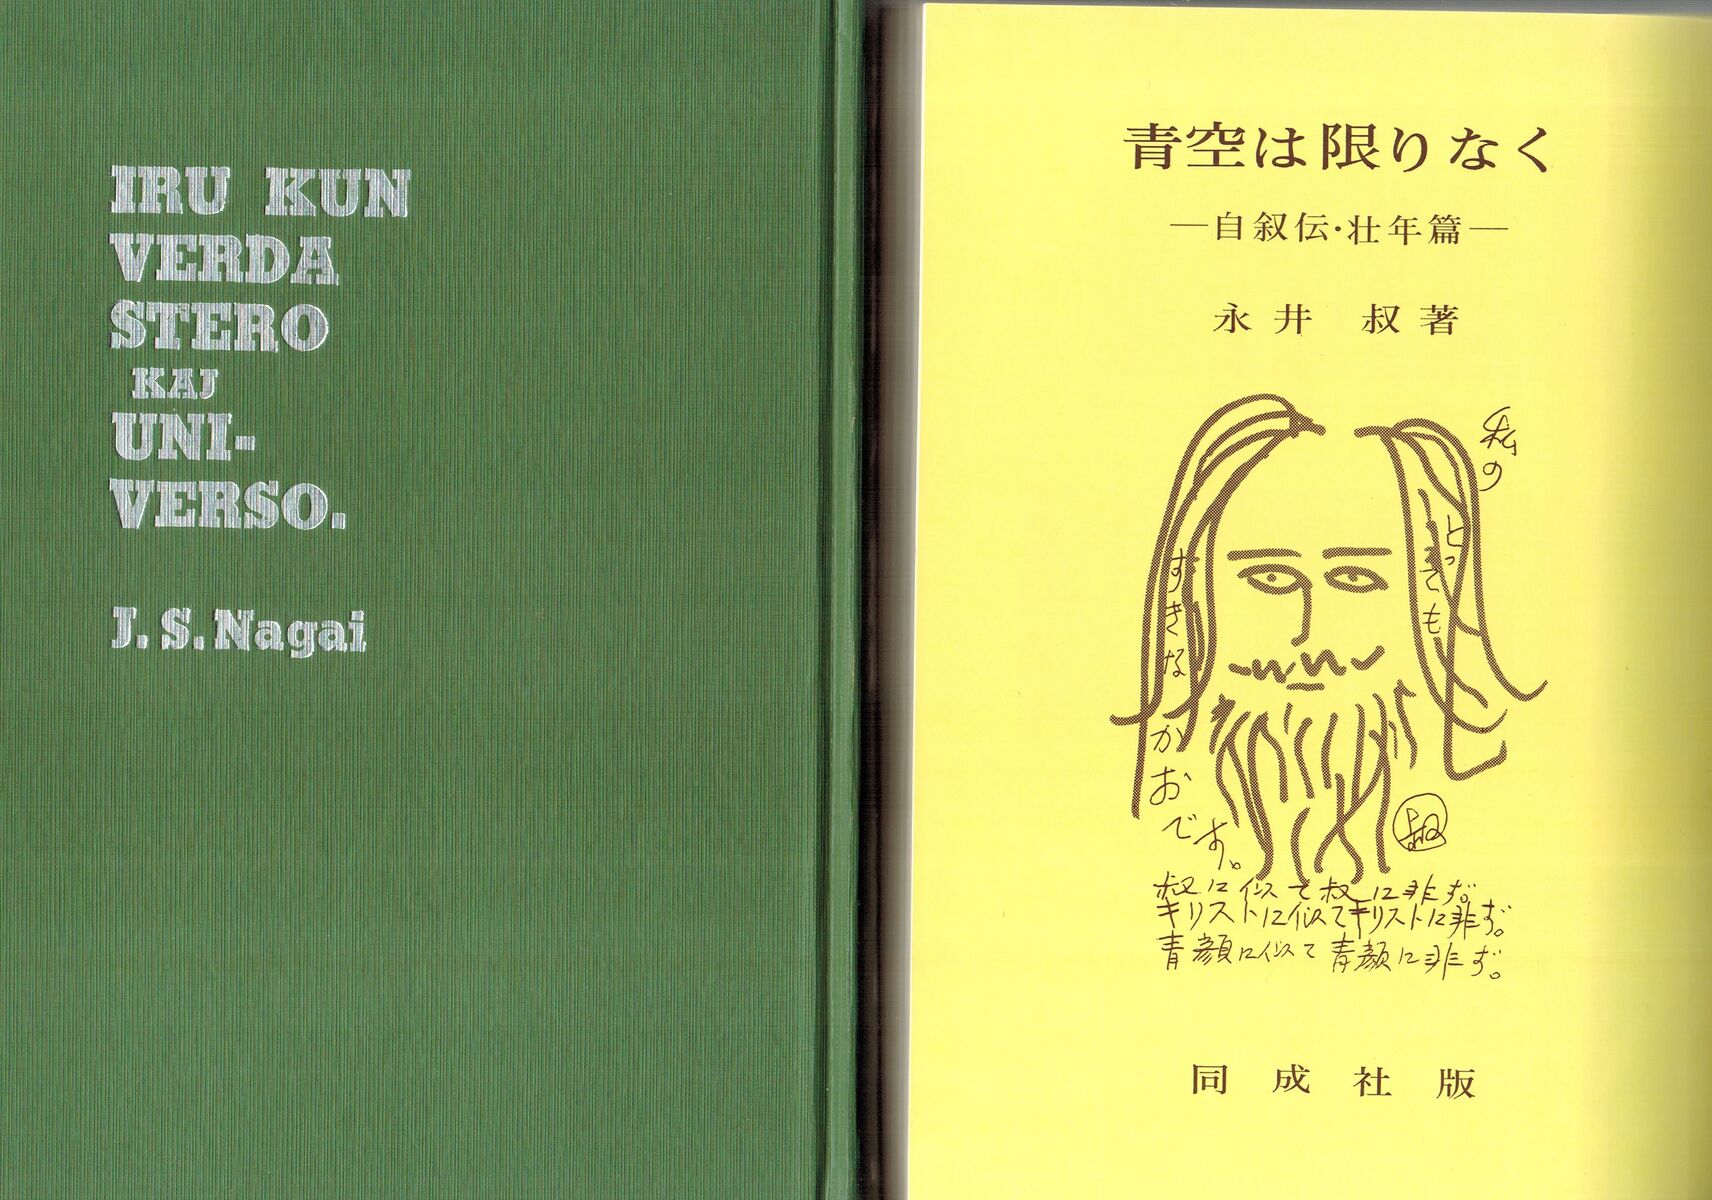 IRU KUN
VERDA
STERO
KAJ
UNI-
VERSO.
J. S. Nagai
青空は限りなく
―自叙伝・壮年篇―
永井 叔著
私の
とっても
すきな
かおです。
叔
叔に似て叔に非ず。
キリストに似てキリストに非ず。
青顔に似て青顔に非ず。
同成社版